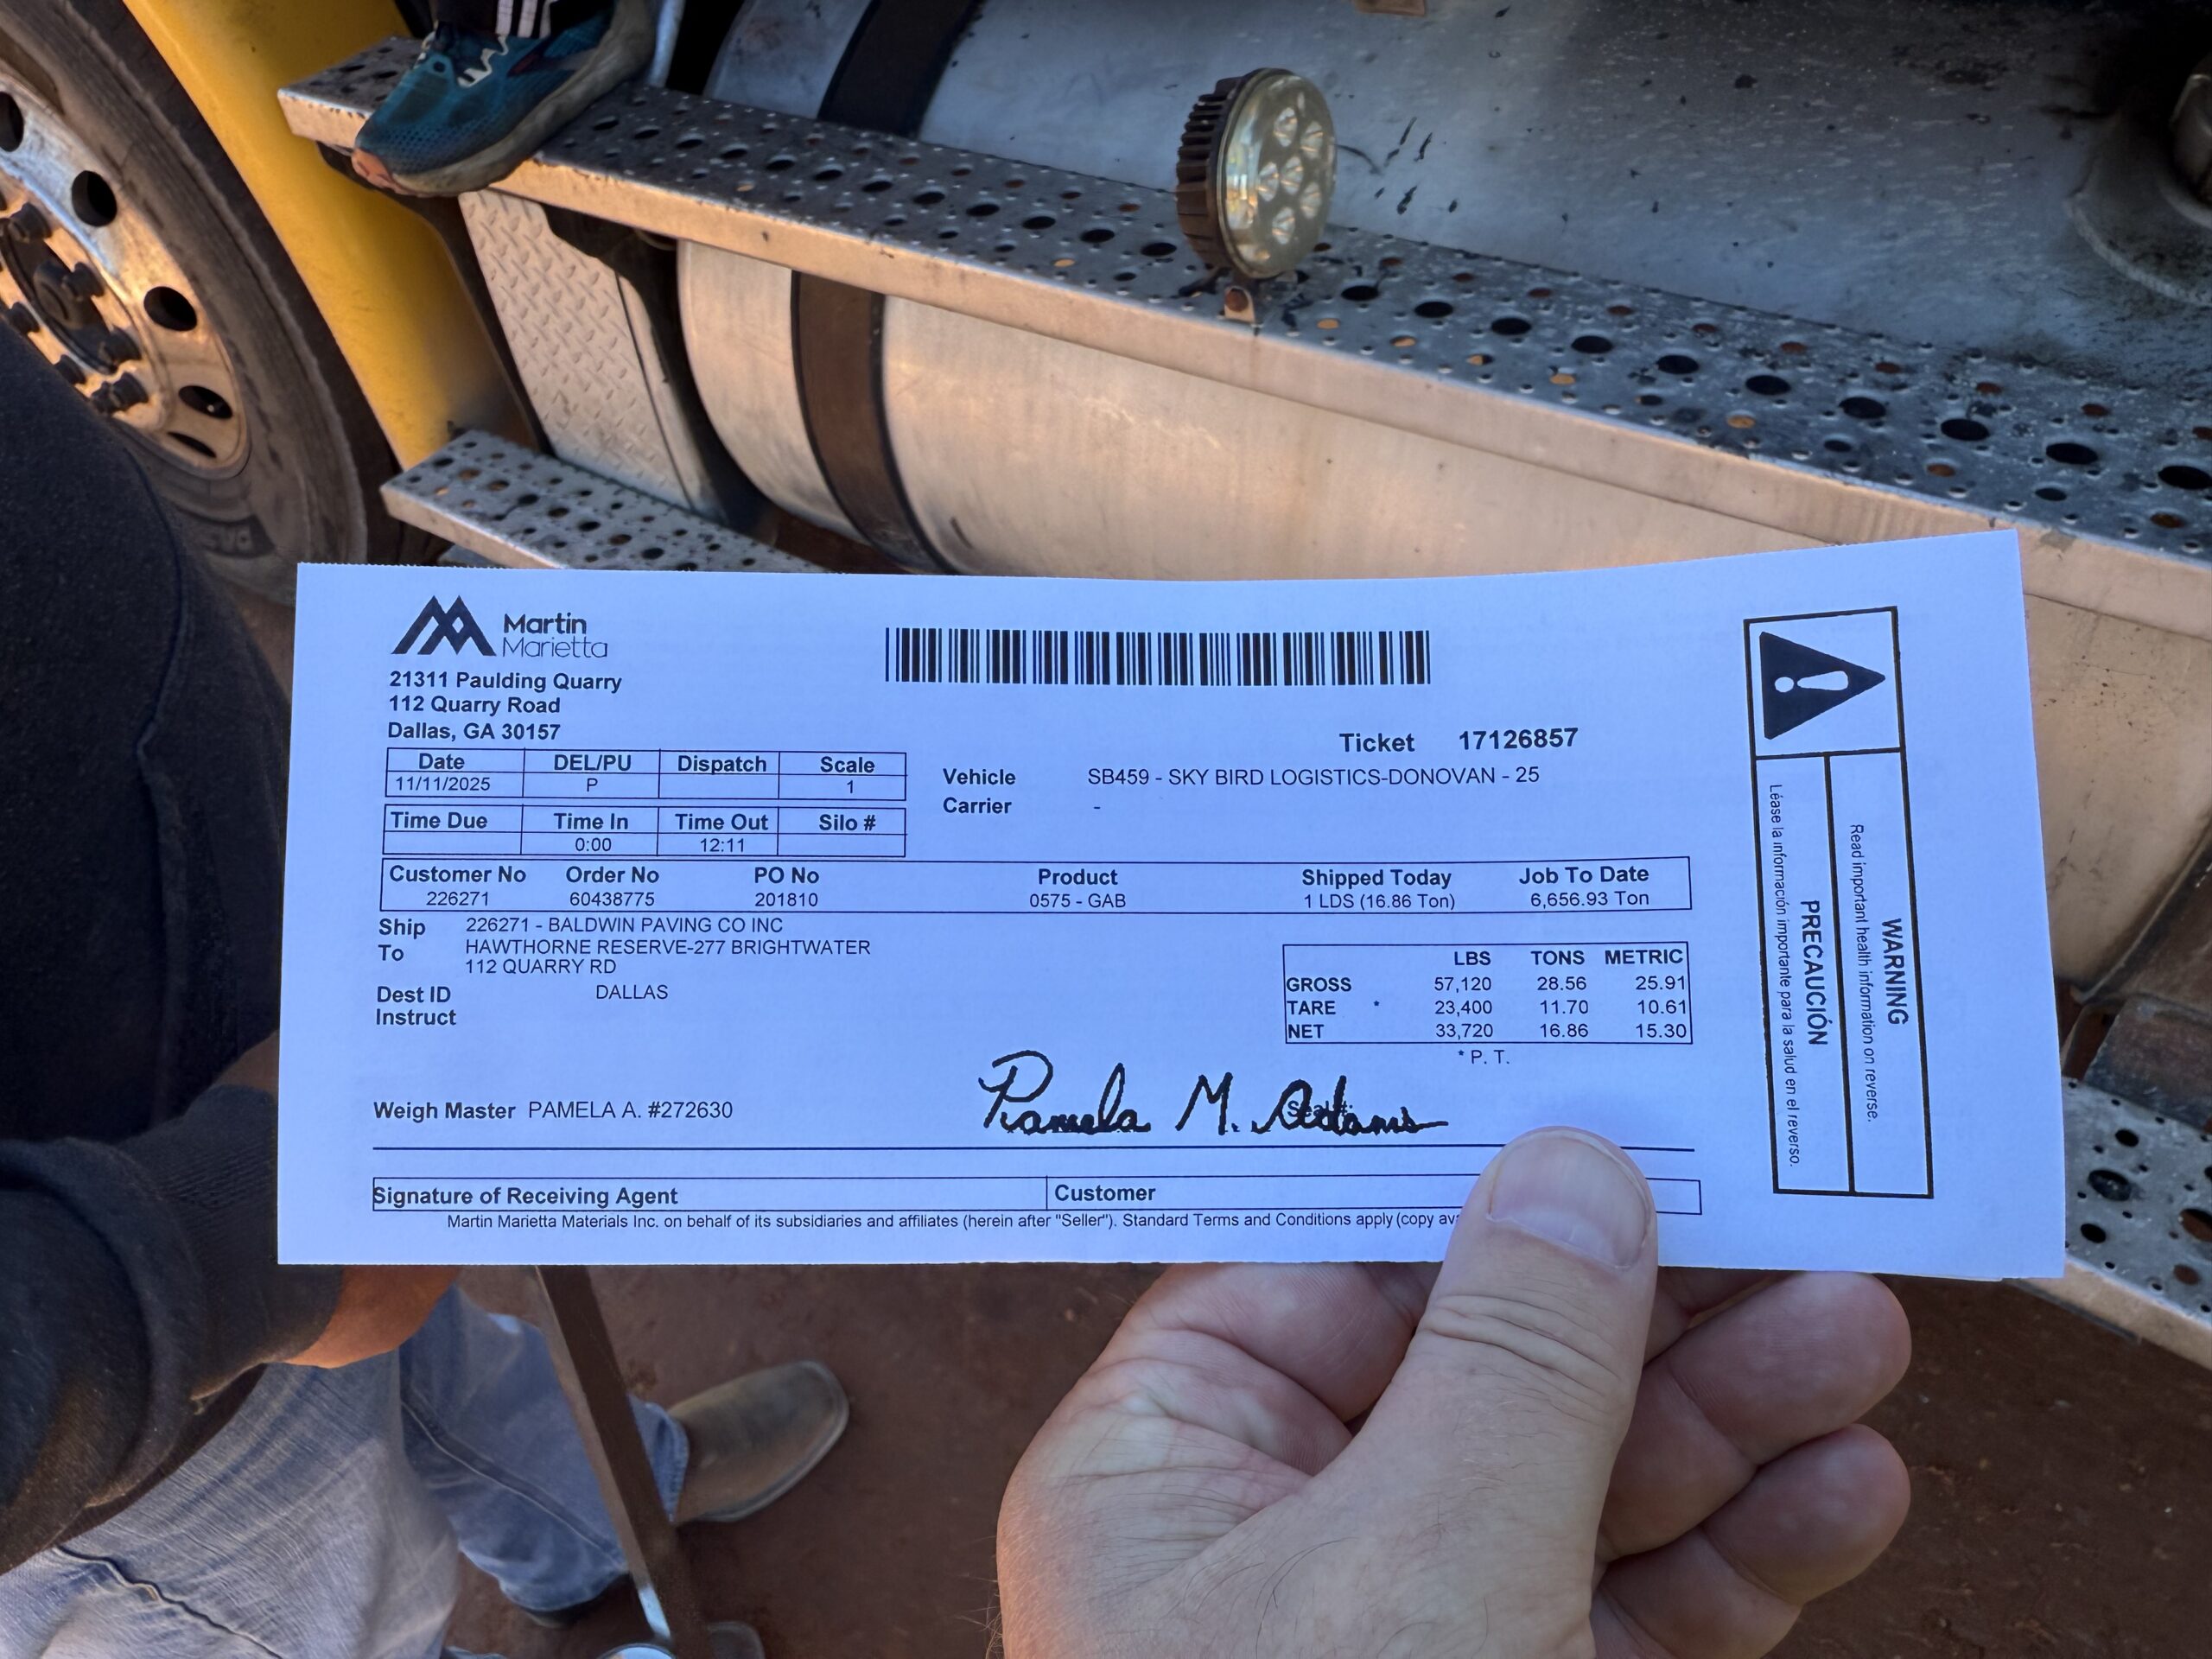 Martin
Marietta
21311 Paulding Quarry
112 Quarry Road
Dallas, GA 30157
Ticket 17126857
Date DEL/PU Dispatch Scale
11/11/2025 P 1
Vehicle SB459 - SKY BIRD LOGISTICS-DONOVAN - 25
Carrier -
Time Due Time In Time Out Silo #
0:00 12:11
Customer No Order No PO No Product Shipped Today Job To Date
226271 60438775 201810 0575 - GAB 1 LDS (16.86 Ton) 6,656.93 Ton
Ship To 226271 - BALDWIN PAVING CO INC
HAWTHORNE RESERVE-277 BRIGHTWATER
112 QUARRY RD
Dest ID DALLAS
Instruct
LBS TONS METRIC
GROSS 57,120 28.56 25.91
TARE * 23,400 11.70 10.61
NET 33,720 16.86 15.30
* P. T.
Weigh Master PAMELA A. #272630
Pamela M. Adams
Signature of Receiving Agent Customer
Martin Marietta Materials Inc. on behalf of its subsidiaries and affiliates (herein after "Seller"). Standard Terms and Conditions apply (copy
WARNING
Read important health information on reverse.
PRECAUCIÓN
Léase la información importante para la salud en el reverso.